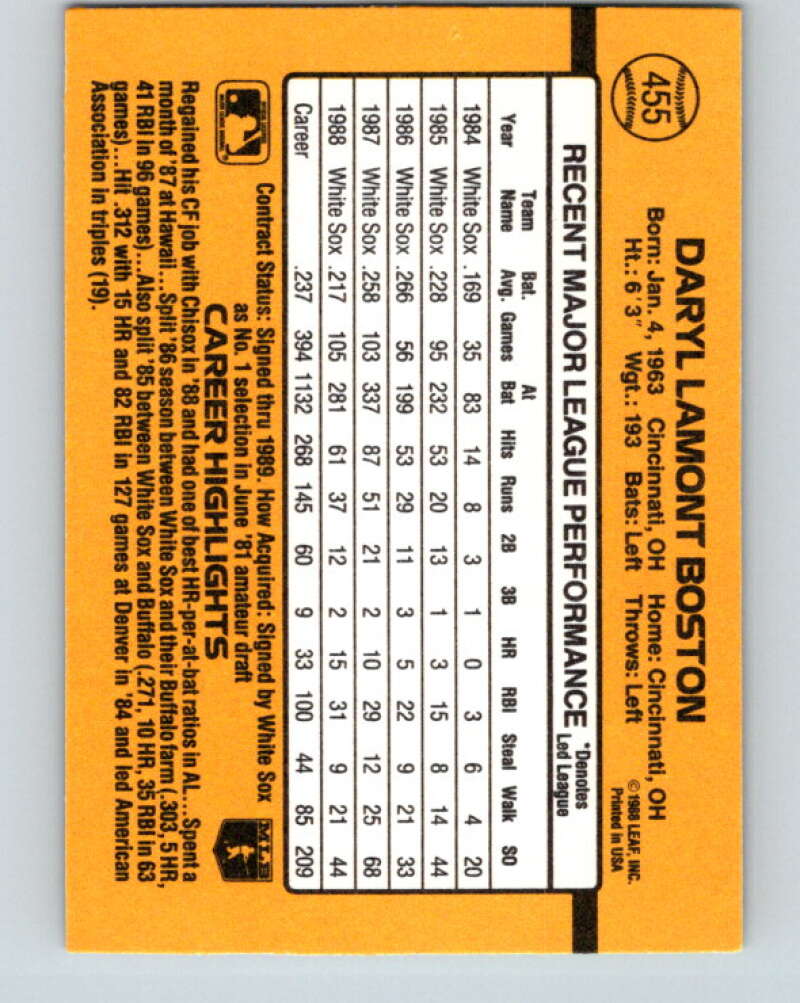 455
DARYL LAMONT BOSTON
Born: Jan. 4, 1963 Cincinnati, OH Home: Cincinnati, OH
Ht.: 6'3" Wgt.: 193 Bats: Left Throws: Left
©1988 LEAF, INC.
Printed in USA
RECENT MAJOR LEAGUE PERFORMANCE *Denotes Led League
Year Team Name Bat. Avg. Games At Bat Hits Runs 2B 3B HR RBI Steal Walk SO
1984 White Sox .169 35 83 14 8 3 1 0 3 6 4 20
1985 White Sox .228 95 232 53 20 13 1 3 15 8 14 44
1986 White Sox .266 56 199 53 29 11 3 5 22 9 21 33
1987 White Sox .258 103 337 87 51 21 2 10 29 12 25 68
1988 White Sox .217 105 281 61 37 12 2 15 31 9 21 44
Career .237 394 1132 268 145 60 9 33 100 44 85 209
Contract Status: Signed thru 1989. How Acquired: Signed by White Sox
as No. 1 selection in June '81 amateur draft
MLB
CAREER HIGHLIGHTS
Regained his CF job with Chisox in '88 and had one of best HR-per-at-bat ratios in AL...Spent a
month of '87 at Hawaii...Split '86 season between White Sox and their Buffalo farm (.303, 5 HR,
41 RBI in 96 games)...Also split '85 between White Sox and Buffalo (.271, 10 HR, 35 RBI in 63
games)...Hit .312 with 15 HR and 82 RBI in 127 games at Denver in '84 and led American
Association in triples (19).